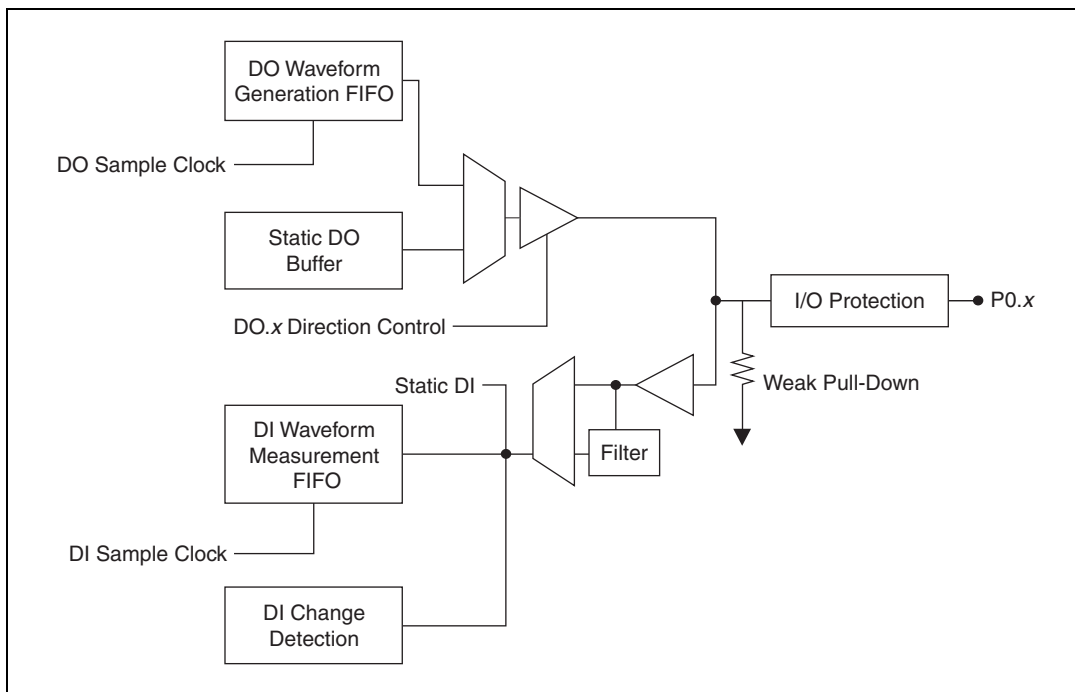 DO Waveform
Generation FIFO
DO Sample Clock
Static DO
Buffer
DO.x Direction Control
I/O Protection
P0.x
Weak Pull-Down
Static DI
DI Waveform
Measurement
FIFO
Filter
DI Sample Clock
DI Change
Detection